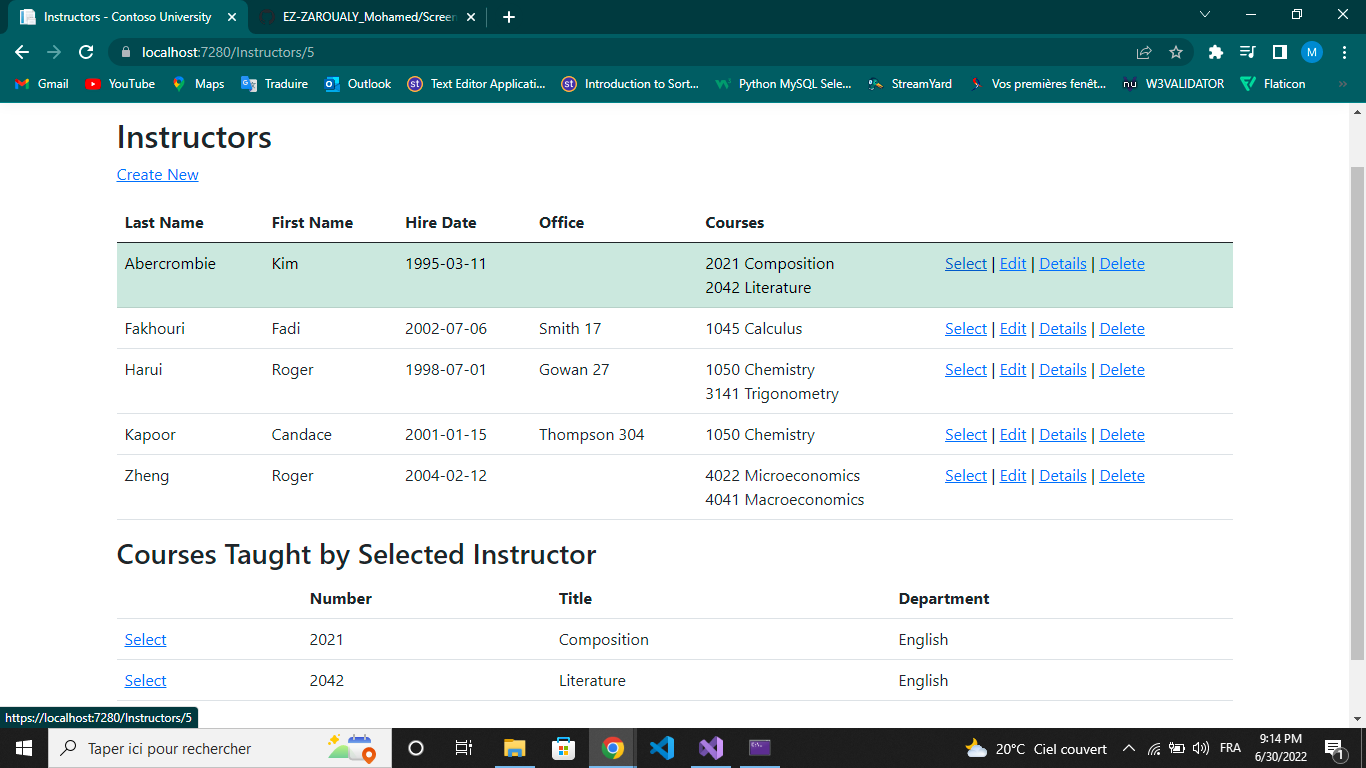 Instructors - Contoso University
EZ-ZAROUALY_Mohamed/Screen
localhost:7280/Instructors/5
M
Gmail YouTube Maps Traduire Outlook Text Editor Applicati... Introduction to Sort... Python MySQL Sele... StreamYard Vos premières fenêt... W3VALIDATOR Flaticon »
Instructors
Create New
Last Name First Name Hire Date Office Courses
Abercrombie Kim 1995-03-11 2021 Composition Select | Edit | Details | Delete
2042 Literature
Fakhouri Fadi 2002-07-06 Smith 17 1045 Calculus Select | Edit | Details | Delete
Harui Roger 1998-07-01 Gowan 27 1050 Chemistry Select | Edit | Details | Delete
3141 Trigonometry
Kapoor Candace 2001-01-15 Thompson 304 1050 Chemistry Select | Edit | Details | Delete
Zheng Roger 2004-02-12 4022 Microeconomics Select | Edit | Details | Delete
4041 Macroeconomics
Courses Taught by Selected Instructor
Number Title Department
Select 2021 Composition English
Select 2042 Literature English
https://localhost:7280/Instructors/5
Taper ici pour rechercher
20°C Ciel couvert
FRA
9:14 PM
6/30/2022
1